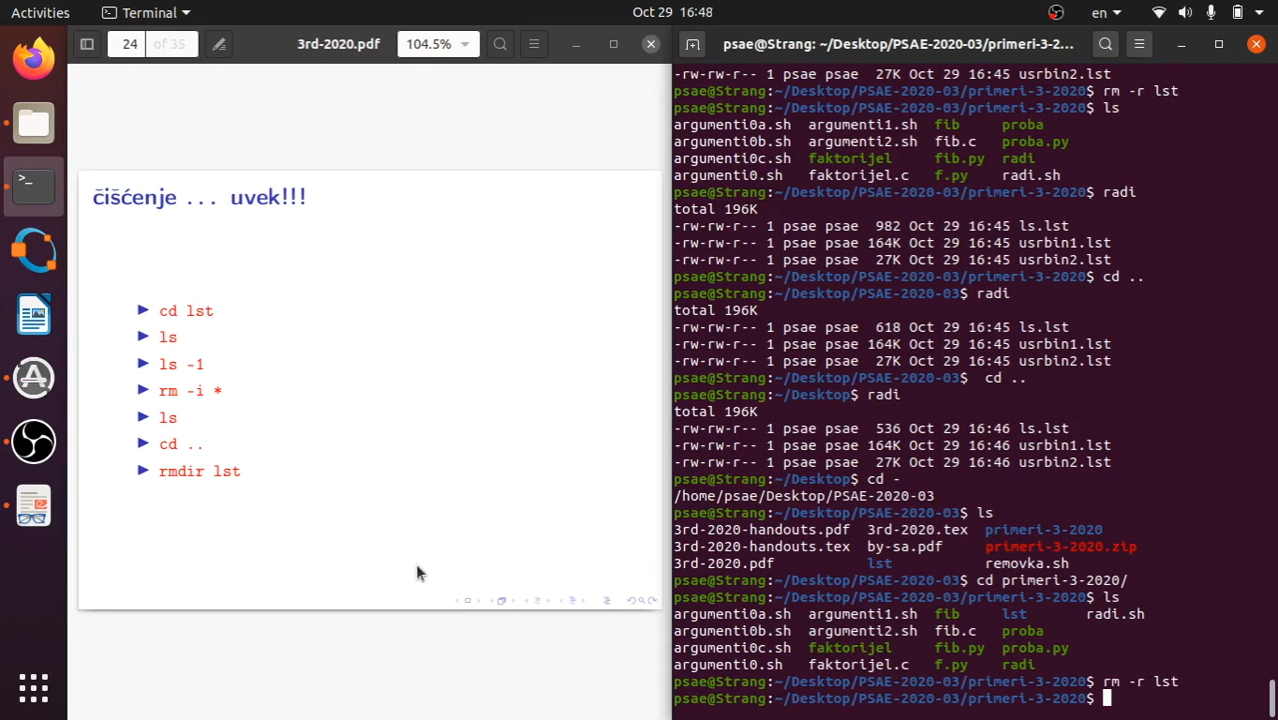 Activities
Terminal
Oct 29 16:48
en
24
of 35
3rd-2020.pdf
104.5%
čišćenje ... uvek!!!
cd lst
ls
ls -1
rm -i *
ls
cd ..
rmdir lst
psae@Strang: ~/Desktop/PSAE-2020-03/primeri-3-2...
-rw-rw-r-- 1 psae psae  27K Oct 29 16:45 usrbin2.lst
psae@Strang:~/Desktop/PSAE-2020-03/primeri-3-2020$ rm -r lst
psae@Strang:~/Desktop/PSAE-2020-03/primeri-3-2020$ ls
argumenti0a.sh  argumenti1.sh  fib     proba
argumenti0b.sh  argumenti2.sh  fib.c   proba.py
argumenti0c.sh  faktorijel     fib.py  radi
argumenti0.sh   faktorijel.c   f.py    radi.sh
psae@Strang:~/Desktop/PSAE-2020-03/primeri-3-2020$ radi
total 196K
-rw-rw-r-- 1 psae psae  982 Oct 29 16:45 ls.lst
-rw-rw-r-- 1 psae psae 164K Oct 29 16:45 usrbin1.lst
-rw-rw-r-- 1 psae psae  27K Oct 29 16:45 usrbin2.lst
psae@Strang:~/Desktop/PSAE-2020-03/primeri-3-2020$ cd ..
psae@Strang:~/Desktop/PSAE-2020-03$ radi
total 196K
-rw-rw-r-- 1 psae psae  618 Oct 29 16:45 ls.lst
-rw-rw-r-- 1 psae psae 164K Oct 29 16:45 usrbin1.lst
-rw-rw-r-- 1 psae psae  27K Oct 29 16:45 usrbin2.lst
psae@Strang:~/Desktop/PSAE-2020-03$  cd ..
psae@Strang:~/Desktop$ radi
total 196K
-rw-rw-r-- 1 psae psae  536 Oct 29 16:46 ls.lst
-rw-rw-r-- 1 psae psae 164K Oct 29 16:46 usrbin1.lst
-rw-rw-r-- 1 psae psae  27K Oct 29 16:46 usrbin2.lst
psae@Strang:~/Desktop$ cd -
/home/psae/Desktop/PSAE-2020-03
psae@Strang:~/Desktop/PSAE-2020-03$ ls
3rd-2020-handouts.pdf  3rd-2020.tex  primeri-3-2020
3rd-2020-handouts.tex  by-sa.pdf     primeri-3-2020.zip
3rd-2020.pdf           lst           removka.sh
psae@Strang:~/Desktop/PSAE-2020-03$ cd primeri-3-2020/
psae@Strang:~/Desktop/PSAE-2020-03/primeri-3-2020$ ls
argumenti0a.sh  argumenti1.sh  fib     lst       radi.sh
argumenti0b.sh  argumenti2.sh  fib.c   proba
argumenti0c.sh  faktorijel     fib.py  proba.py
argumenti0.sh   faktorijel.c   f.py    radi
psae@Strang:~/Desktop/PSAE-2020-03/primeri-3-2020$ rm -r lst
psae@Strang:~/Desktop/PSAE-2020-03/primeri-3-2020$